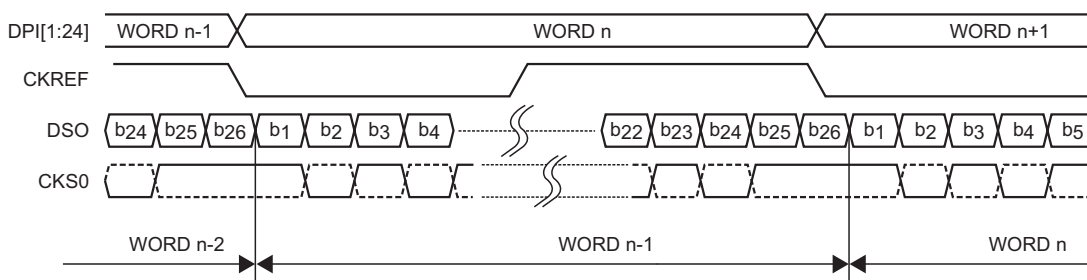 DPI[1:24] WORD n-1 WORD n WORD n+1
CKREF
DSO b24 b25 b26 b1 b2 b3 b4 b22 b23 b24 b25 b26 b1 b2 b3 b4 b5
CKS0
WORD n-2 WORD n-1 WORD n